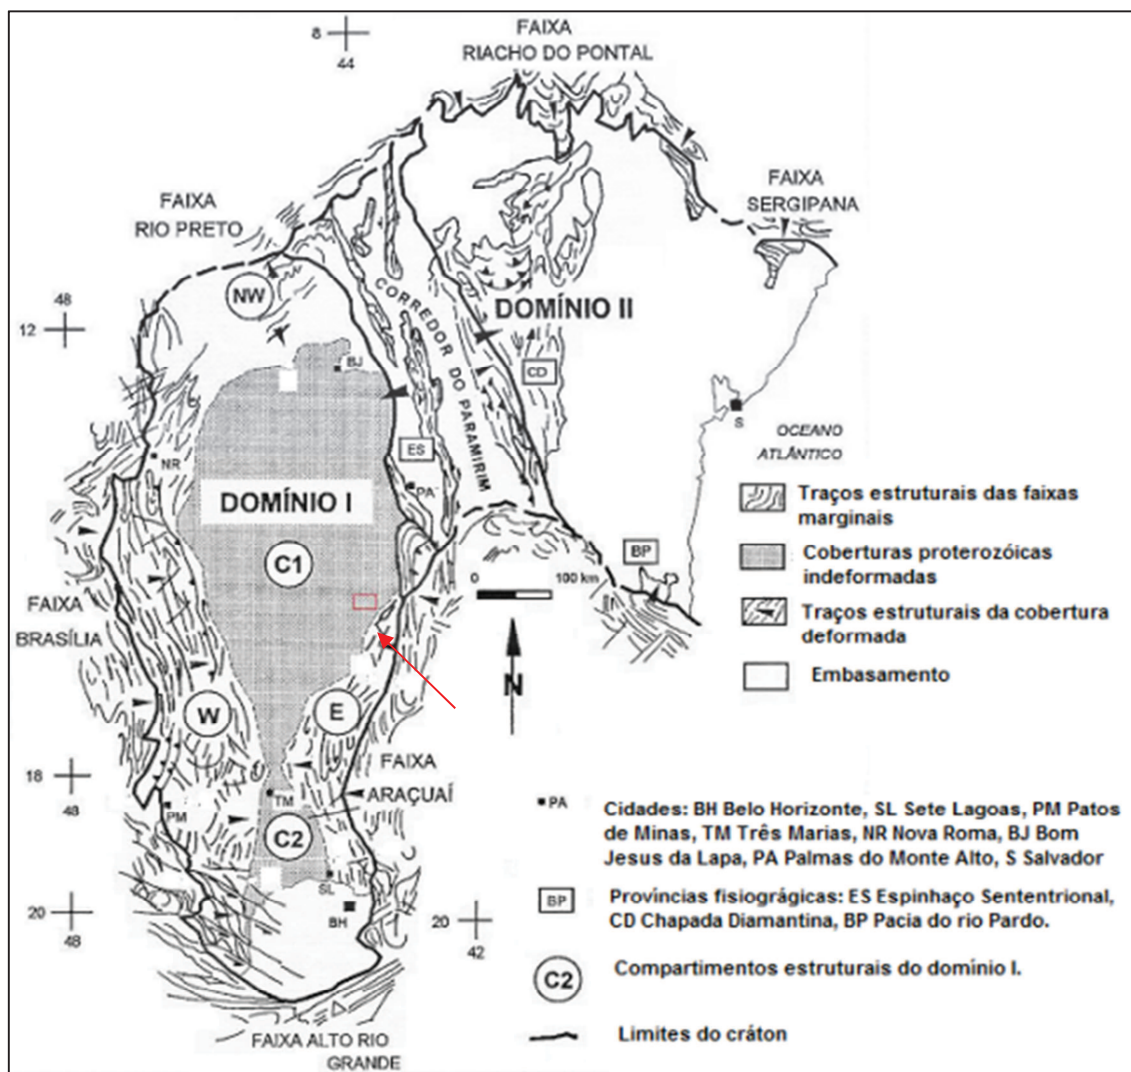 FAIXA
RIACHO DO PONTAL
8
44
FAIXA
RIO PRETO
FAIXA
SERGIPANA
48
12
NW
CORREDOR DO PARAMIRIM
DOMÍNIO II
BJ
CD
S
OCEANO
ATLÂNTICO
NR
ES
PA
DOMÍNIO I
C1
BP
0 100 km
FAIXA
BRASÍLIA
N
W
E
18
48
TM
FAIXA
ARAÇUAÍ
PM
C2
SL
BH
20
48
20
42
FAIXA ALTO RIO
GRANDE
Traços estruturais das faixas
marginais
Coberturas proterozóicas
indeformadas
Traços estruturais da cobertura
deformada
Embasamento
PA
Cidades: BH Belo Horizonte, SL Sete Lagoas, PM Patos
de Minas, TM Três Marias, NR Nova Roma, BJ Bom
Jesus da Lapa, PA Palmas do Monte Alto, S Salvador
BP
Províncias fisiográgicas: ES Espinhaço Sententrional,
CD Chapada Diamantina, BP Pacia do rio Pardo.
C2
Compartimentos estruturais do domínio I.
Limites do cráton